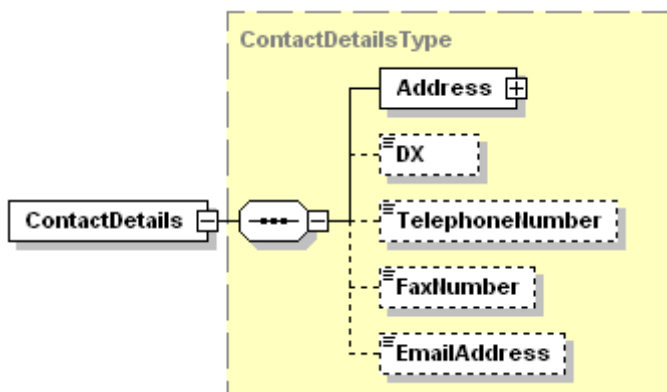 ContactDetailsType
Address
DX
TelephoneNumber
ContactDetails
FaxNumber
EmailAddress